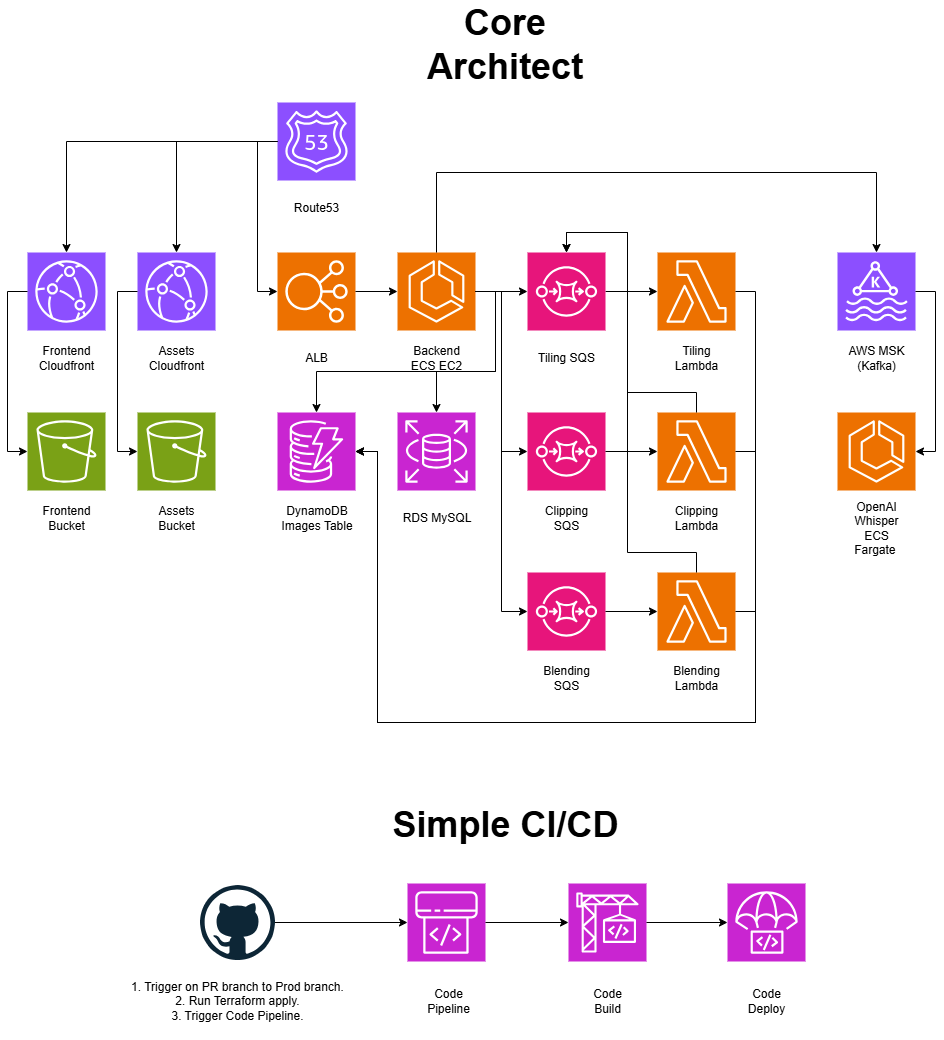 Core
Architect
53
Route53
Frontend
Cloudfront
Assets
Cloudfront
ALB
Backend
ECS EC2
Tiling SQS
Tiling
Lambda
K
AWS MSK
(Kafka)
Frontend
Bucket
Assets
Bucket
DynamoDB
Images Table
RDS MySQL
Clipping
SQS
Clipping
Lambda
OpenAI
Whisper
ECS
Fargate
Blending
SQS
Blending
Lambda
Simple CI/CD
</>
</>
</>
1. Trigger on PR branch to Prod branch.
2. Run Terraform apply.
3. Trigger Code Pipeline.
Code
Pipeline
Code
Build
Code
Deploy